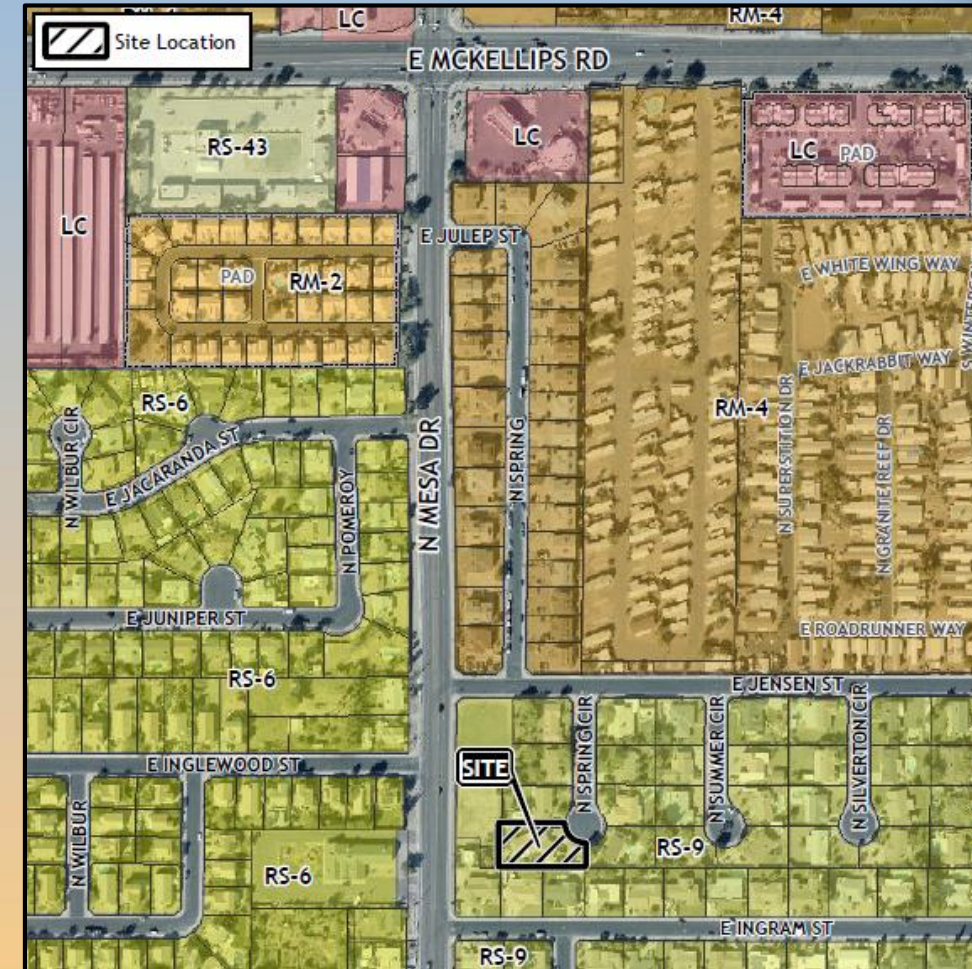 Site Location
LC
RM-4
E MCKELLIPS RD
RS-43
LC
LC
PAD
LC
E JULEP ST
PAD
RM-2
E WHITE WING WAY
E JACKRABBIT WAY
RS-6
RM-4
N WILBUR CIR
E JACARANDA ST
N POMEROY
N MESA DR
N SPRING
N SUPERSTITION DR
N GRANITE REEF DR
E JUNIPER ST
E ROADRUNNER WAY
RS-6
E JENSEN ST
N SPRING CIR
N SUMMER CIR
N SILVERTON CIR
E INGLEWOOD ST
SITE
N WILBUR
RS-6
RS-9
E INGRAM ST
RS-9